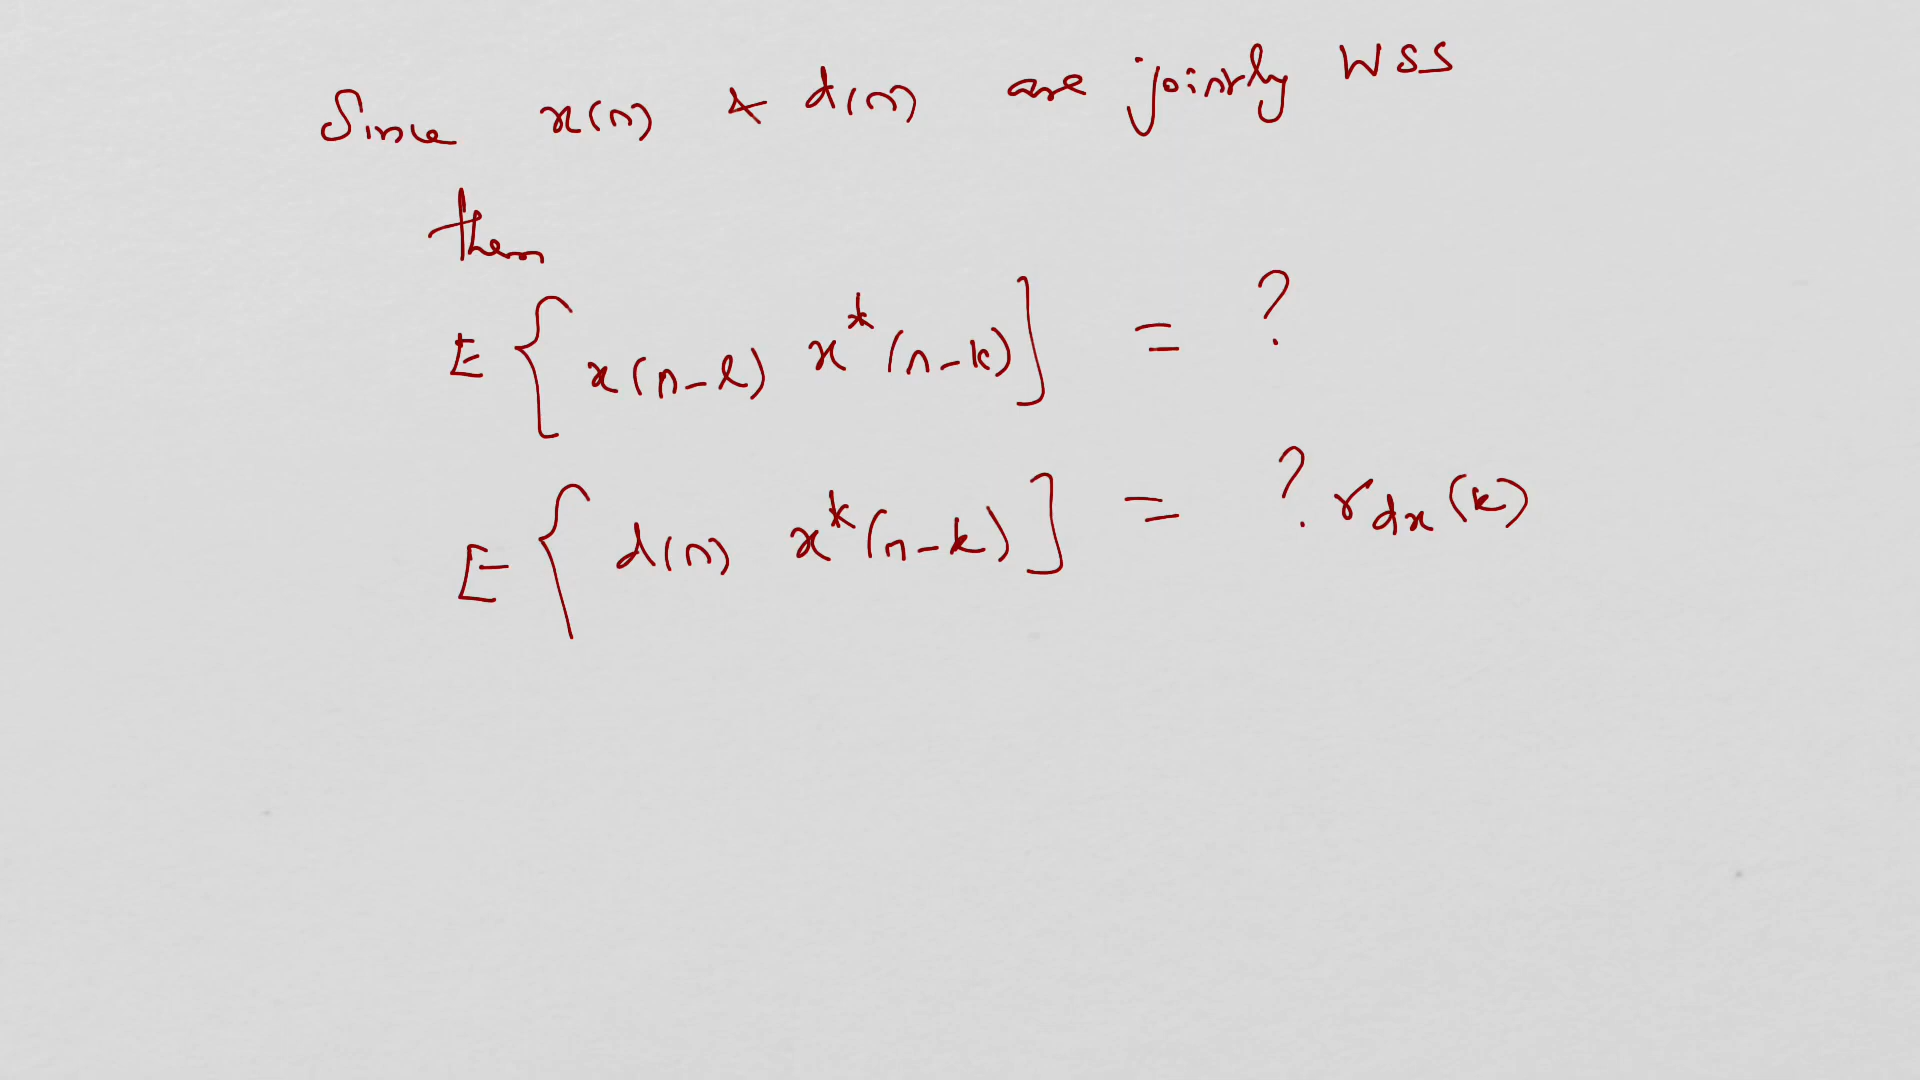 Since x(n) & d(n) are jointly WSS
then
E{x(n-l) x*(n-k)} = ?
E{d(n) x*(n-k)} = ? r_dx(k)